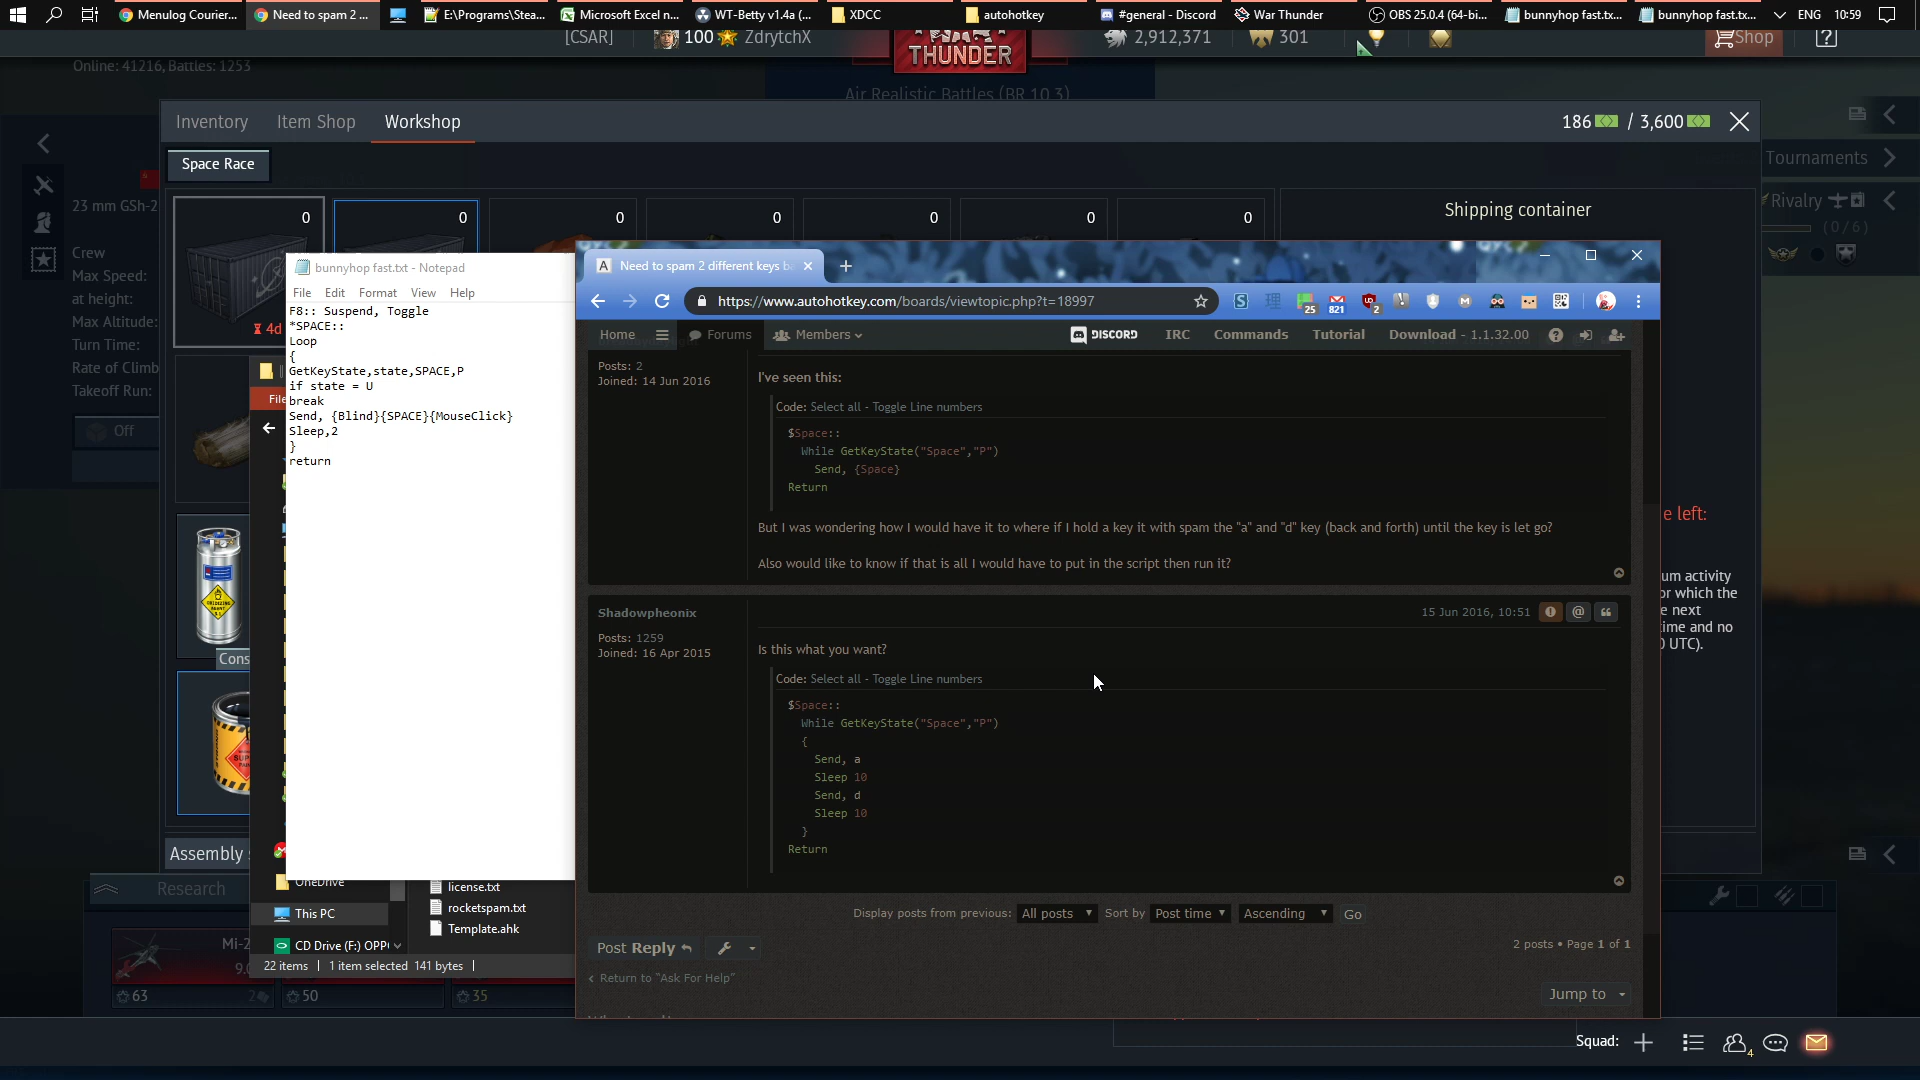 Menulog Courier...
Need to spam 2 ...
E:\Programs\Stea...
Microsoft Excel n...
WT-Betty v1.4a (...
XDCC
autohotkey
#general - Discord
War Thunder
OBS 25.0.4 (64-bi...
bunnyhop fast.tx...
bunnyhop fast.tx...
ENG 10:59
[CSAR]
100 ZdrytchX
THUNDER
2,912,371
301
Shop
Online: 41216, Battles: 1253
Air Realistic Battles (BR 10.3)
Inventory
Item Shop
Workshop
186 / 3,600
Space Race
Tournaments
0
0
0
0
0
0
0
Shipping container
Rivalry
(0/6)
23 mm GSh-2
Crew
Max Speed:
at height:
Max Altitude:
Turn Time:
Rate of Climb
Takeoff Run:
4d
Off
bunnyhop fast.txt - Notepad
File Edit Format View Help
F8:: Suspend, Toggle
*SPACE::
Loop
{
GetKeyState,state,SPACE,P
if state = U
break
Send, {Blind}{SPACE}{MouseClick}
Sleep,2
}
return
File
Need to spam 2 different keys b
https://www.autohotkey.com/boards/viewtopic.php?t=18997
25
821
2
Home
Forums
Members
DISCORD
IRC
Commands
Tutorial
Download - 1.1.32.00
Posts: 2
Joined: 14 Jun 2016
I've seen this:
Code: Select all - Toggle Line numbers
$Space::
While GetKeyState("Space","P")
Send, {Space}
Return
But I was wondering how I would have it to where if I hold a key it with spam the "a" and "d" key (back and forth) until the key is let go?
Also would like to know if that is all I would have to put in the script then run it?
Shadowpheonix
Posts: 1259
Joined: 16 Apr 2015
15 Jun 2016, 10:51
Is this what you want?
Code: Select all - Toggle Line numbers
$Space::
While GetKeyState("Space","P")
{
Send, a
Sleep 10
Send, d
Sleep 10
}
Return
Display posts from previous: All posts Sort by Post time Ascending Go
Post Reply
2 posts • Page 1 of 1
Return to "Ask For Help"
Jump to
e left:
um activity
or which the
e next
ime and no
UTC).
Cons
Assembly
Research
OneDrive
This PC
CD Drive (F:) OPP
license.txt
rocketspam.txt
Template.ahk
22 items 1 item selected 141 bytes
Mi-2
9.0
63
2
50
35
Squad:
4